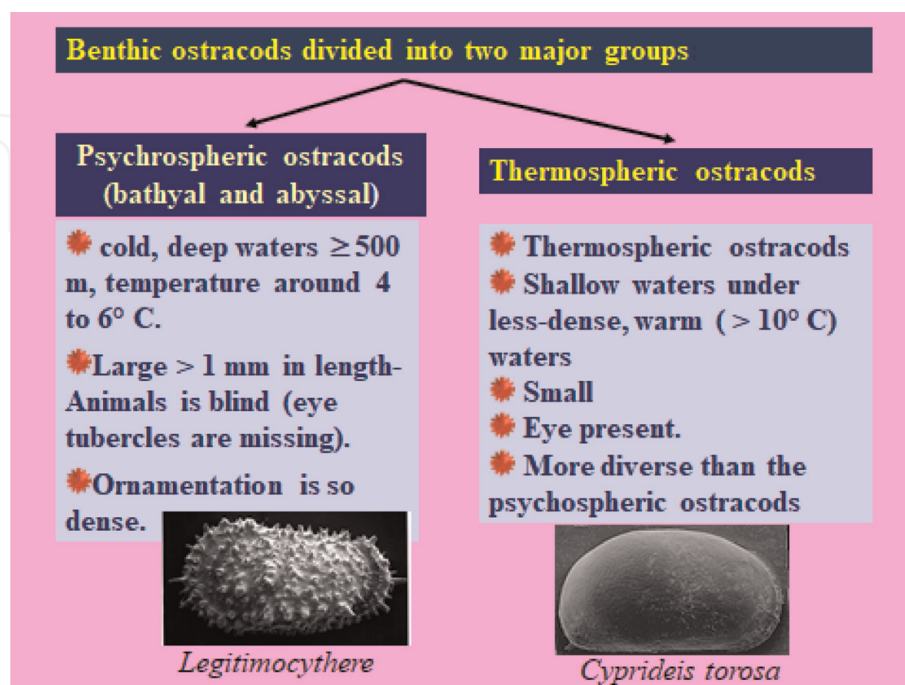 Benthic ostracods divided into two major groups
Psychrospheric ostracods
(bathyal and abyssal)
cold, deep waters ≥ 500
m, temperature around 4
to 6° C.
Large > 1 mm in length-
Animals is blind (eye
tubercles are missing).
Ornamentation is so
dense.
Legitimocythere
Thermospheric ostracods
Thermospheric ostracods
Shallow waters under
less-dense, warm ( > 10° C)
waters
Small
Eye present.
More diverse than the
psychospheric ostracods
Cyprideis torosa